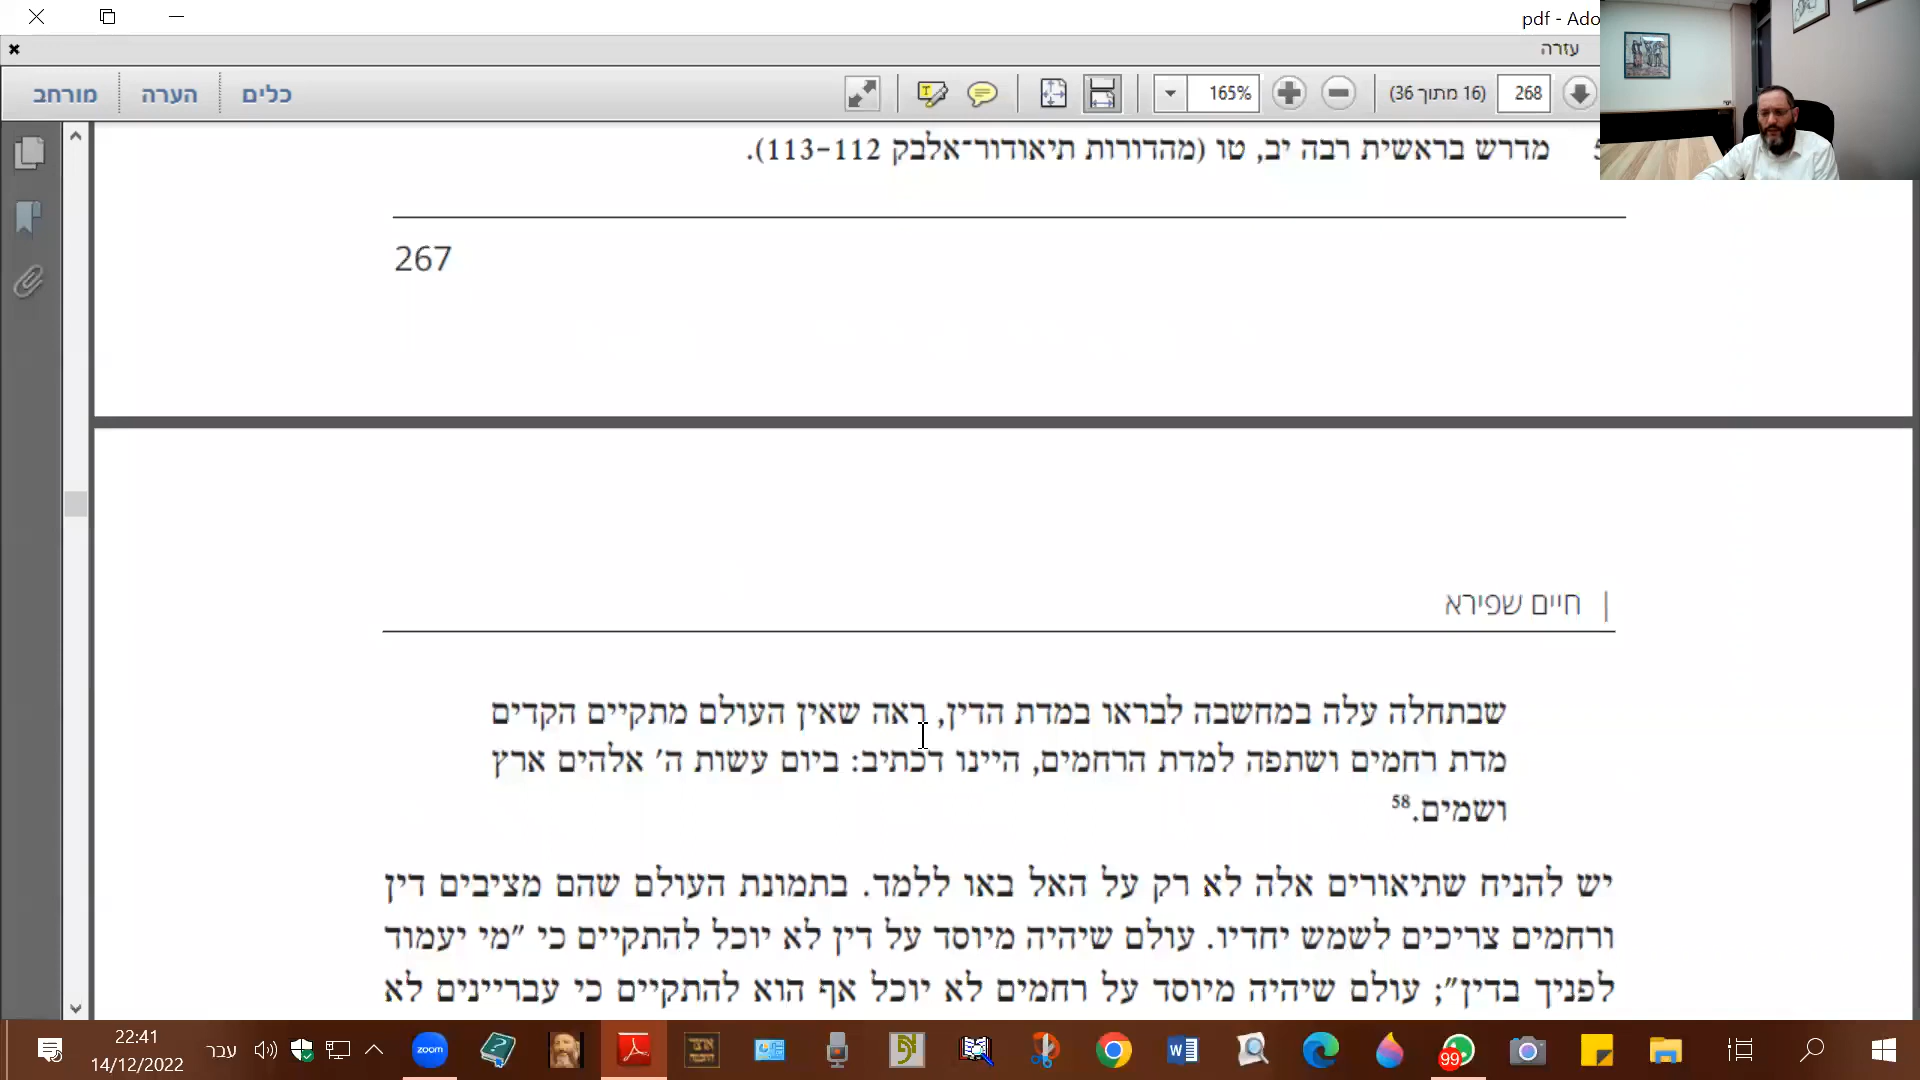 pdf - Ado
עזרה
268 (16 מתוך 36) 165% כלים הערה מורחב
מדרש בראשית רבה יב, טו (מהדורות תיאודור־אלבק 112–113).
267
| חיים שפירא
שבתחלה עלה במחשבה לבראו במדת הדין, ראה שאין העולם מתקיים הקדים
מדת רחמים ושתפה למדת הרחמים, היינו דכתיב: ביום עשות ה' אלהים ארץ
ושמים.58
יש להניח שתיאורים אלה לא רק על האל באו ללמד. בתמונת העולם שהם מציבים דין
ורחמים צריכים לשמש יחדיו. עולם שיהיה מיוסד על דין לא יוכל להתקיים כי "מי יעמוד
לפניך בדין"; עולם שיהיה מיוסד על רחמים לא יוכל אף הוא להתקיים כי עבריינים לא
22:41
עבר
14/12/2022
zoom
99